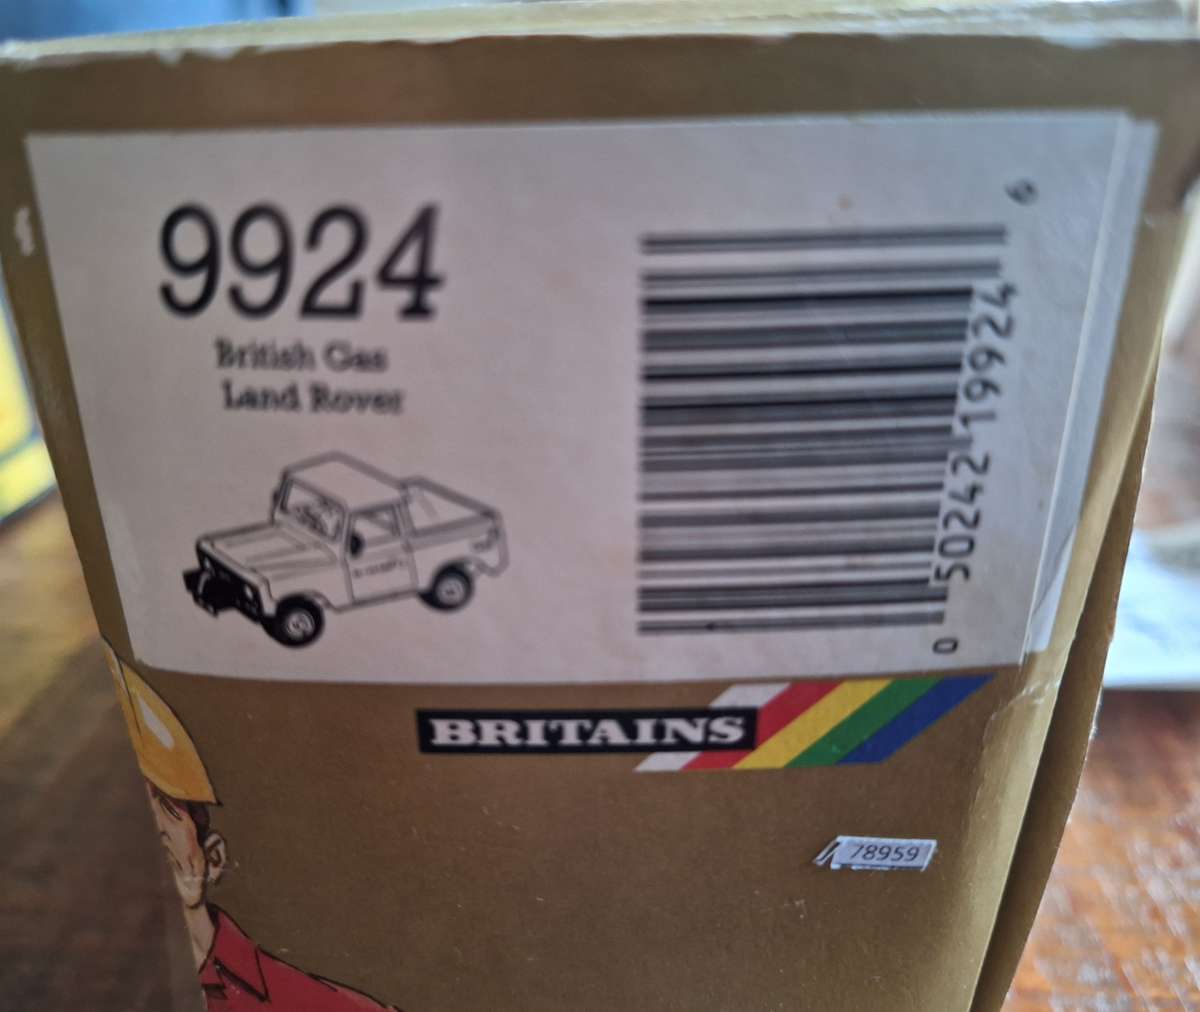 9924
British Gas
Land Rover
0 50242 19924 6
BRITAINS
78959